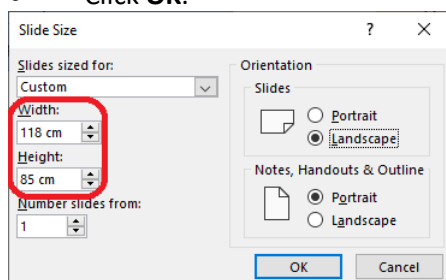 • Click OK.
Slide Size ? ×
Slides sized for:
Custom
Width:
118 cm
Height:
85 cm
Number slides from:
1
Orientation
Slides
Portrait
Landscape
Notes, Handouts & Outline
Portrait
Landscape
OK Cancel